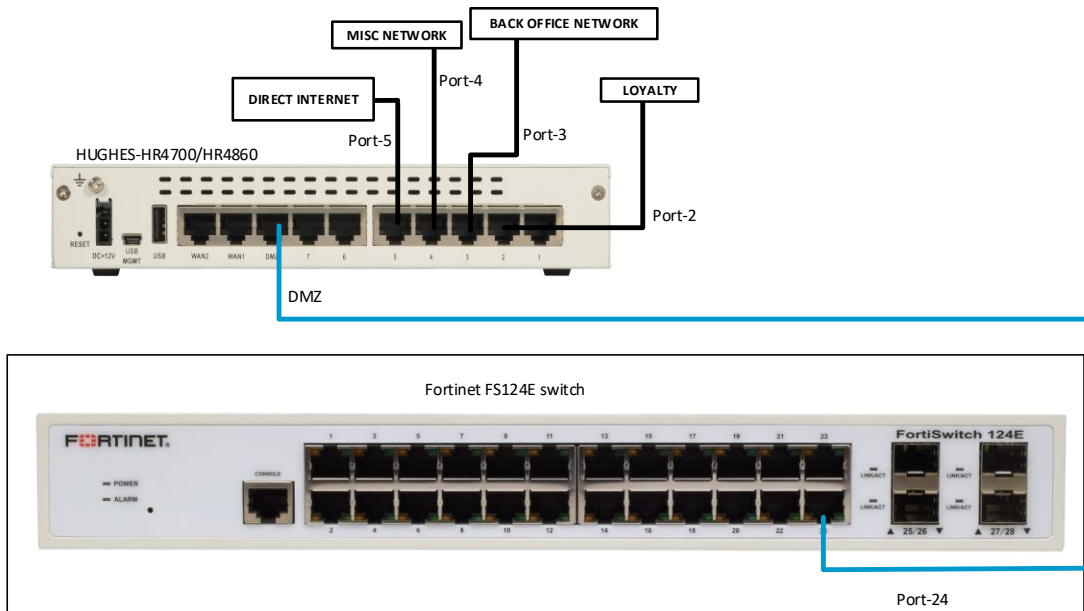 BACK OFFICE NETWORK
MISC NETWORK
Port-4
DIRECT INTERNET
LOYALTY
Port-5
Port-3
HUGHES-HR4700/HR4860
Port-2
RESET
DC+12V
USB MGMT
USB
WAN2
WAN1
DMZ
7
6
5
4
3
2
1
DMZ
Fortinet FS124E switch
FORTINET
1 3 5 7 9 11 13 15 17 19 21 23
FortiSwitch 124E
CONSOLE
POWER
ALARM
LINK/ACT
LINK/ACT
LINK/ACT
LINK/ACT
2 4 6 8 10 12 14 16 18 20 22
25/26
27/28
Port-24